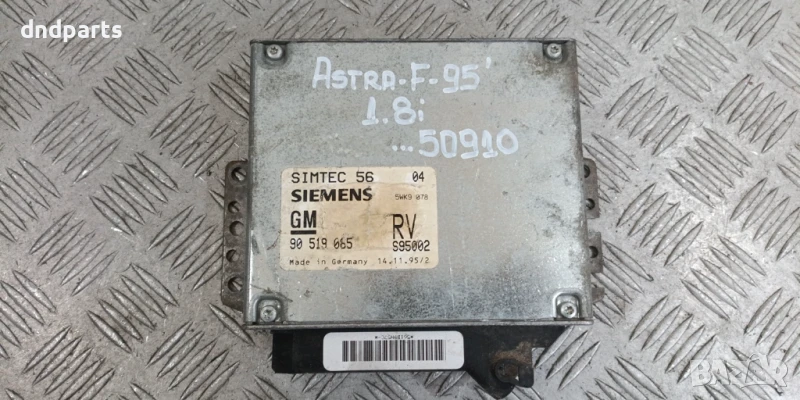 dndparts
ASTRA-F-95'
1.8i
...50910
SIMTEC 56 04
SIEMENS 5WK9 078
GM RV
90 519 065 S95002
Made in Germany 14.11.95/2
BAZAR